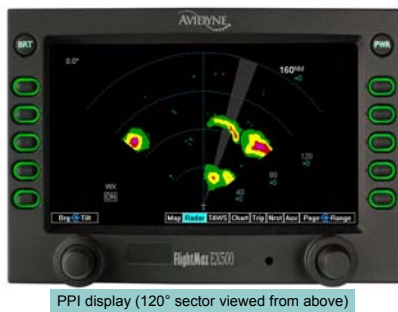 AVIDYNE
BRT
PWR
0.0°
160NM
+0
120
+0
80
+0
40
+0
WX
ON
Brg Tilt
Map Radar TAWS Chart Trip Nrst Aux
Page Range
FlightMax EX500
PPI display (120° sector viewed from above)